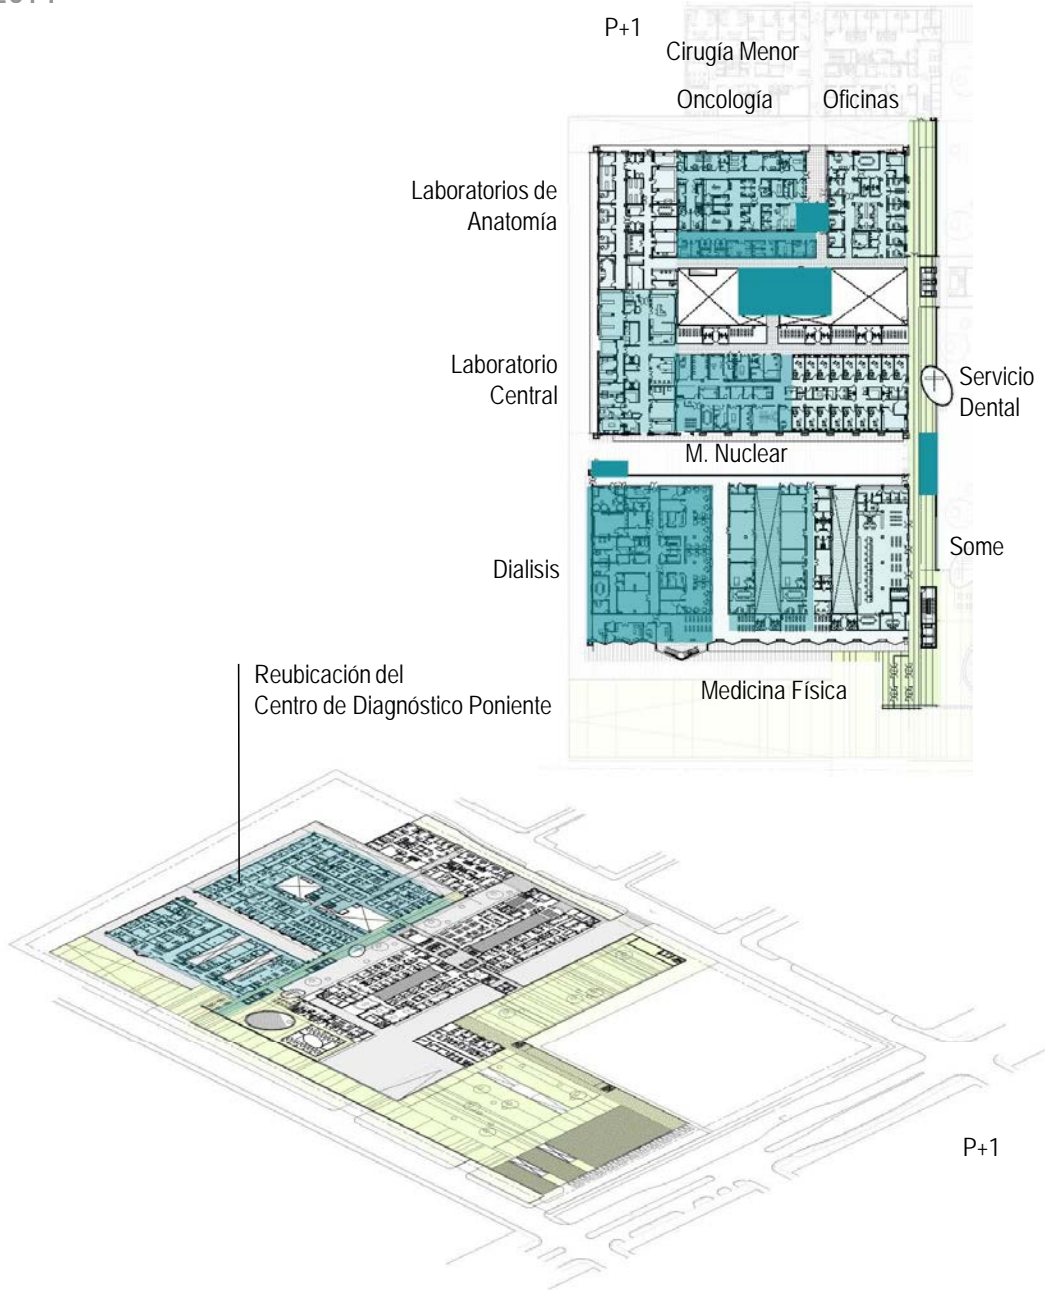 P+1
Cirugía Menor
Oncología
Oficinas
Laboratorios de
Anatomía
Laboratorio
Central
Servicio
Dental
M. Nuclear
Dialisis
Some
Medicina Física
Reubicación del
Centro de Diagnóstico Poniente
P+1